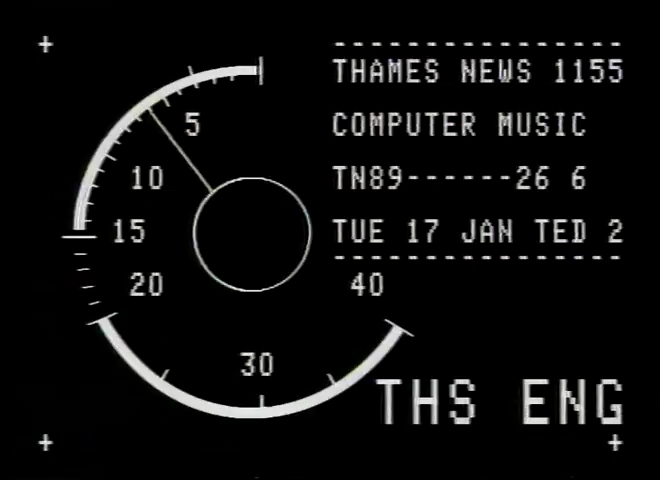 THAMES NEWS 1155
COMPUTER MUSIC
TN89------26 6
TUE 17 JAN TED 2
5
10
15
20
30
40
THS ENG